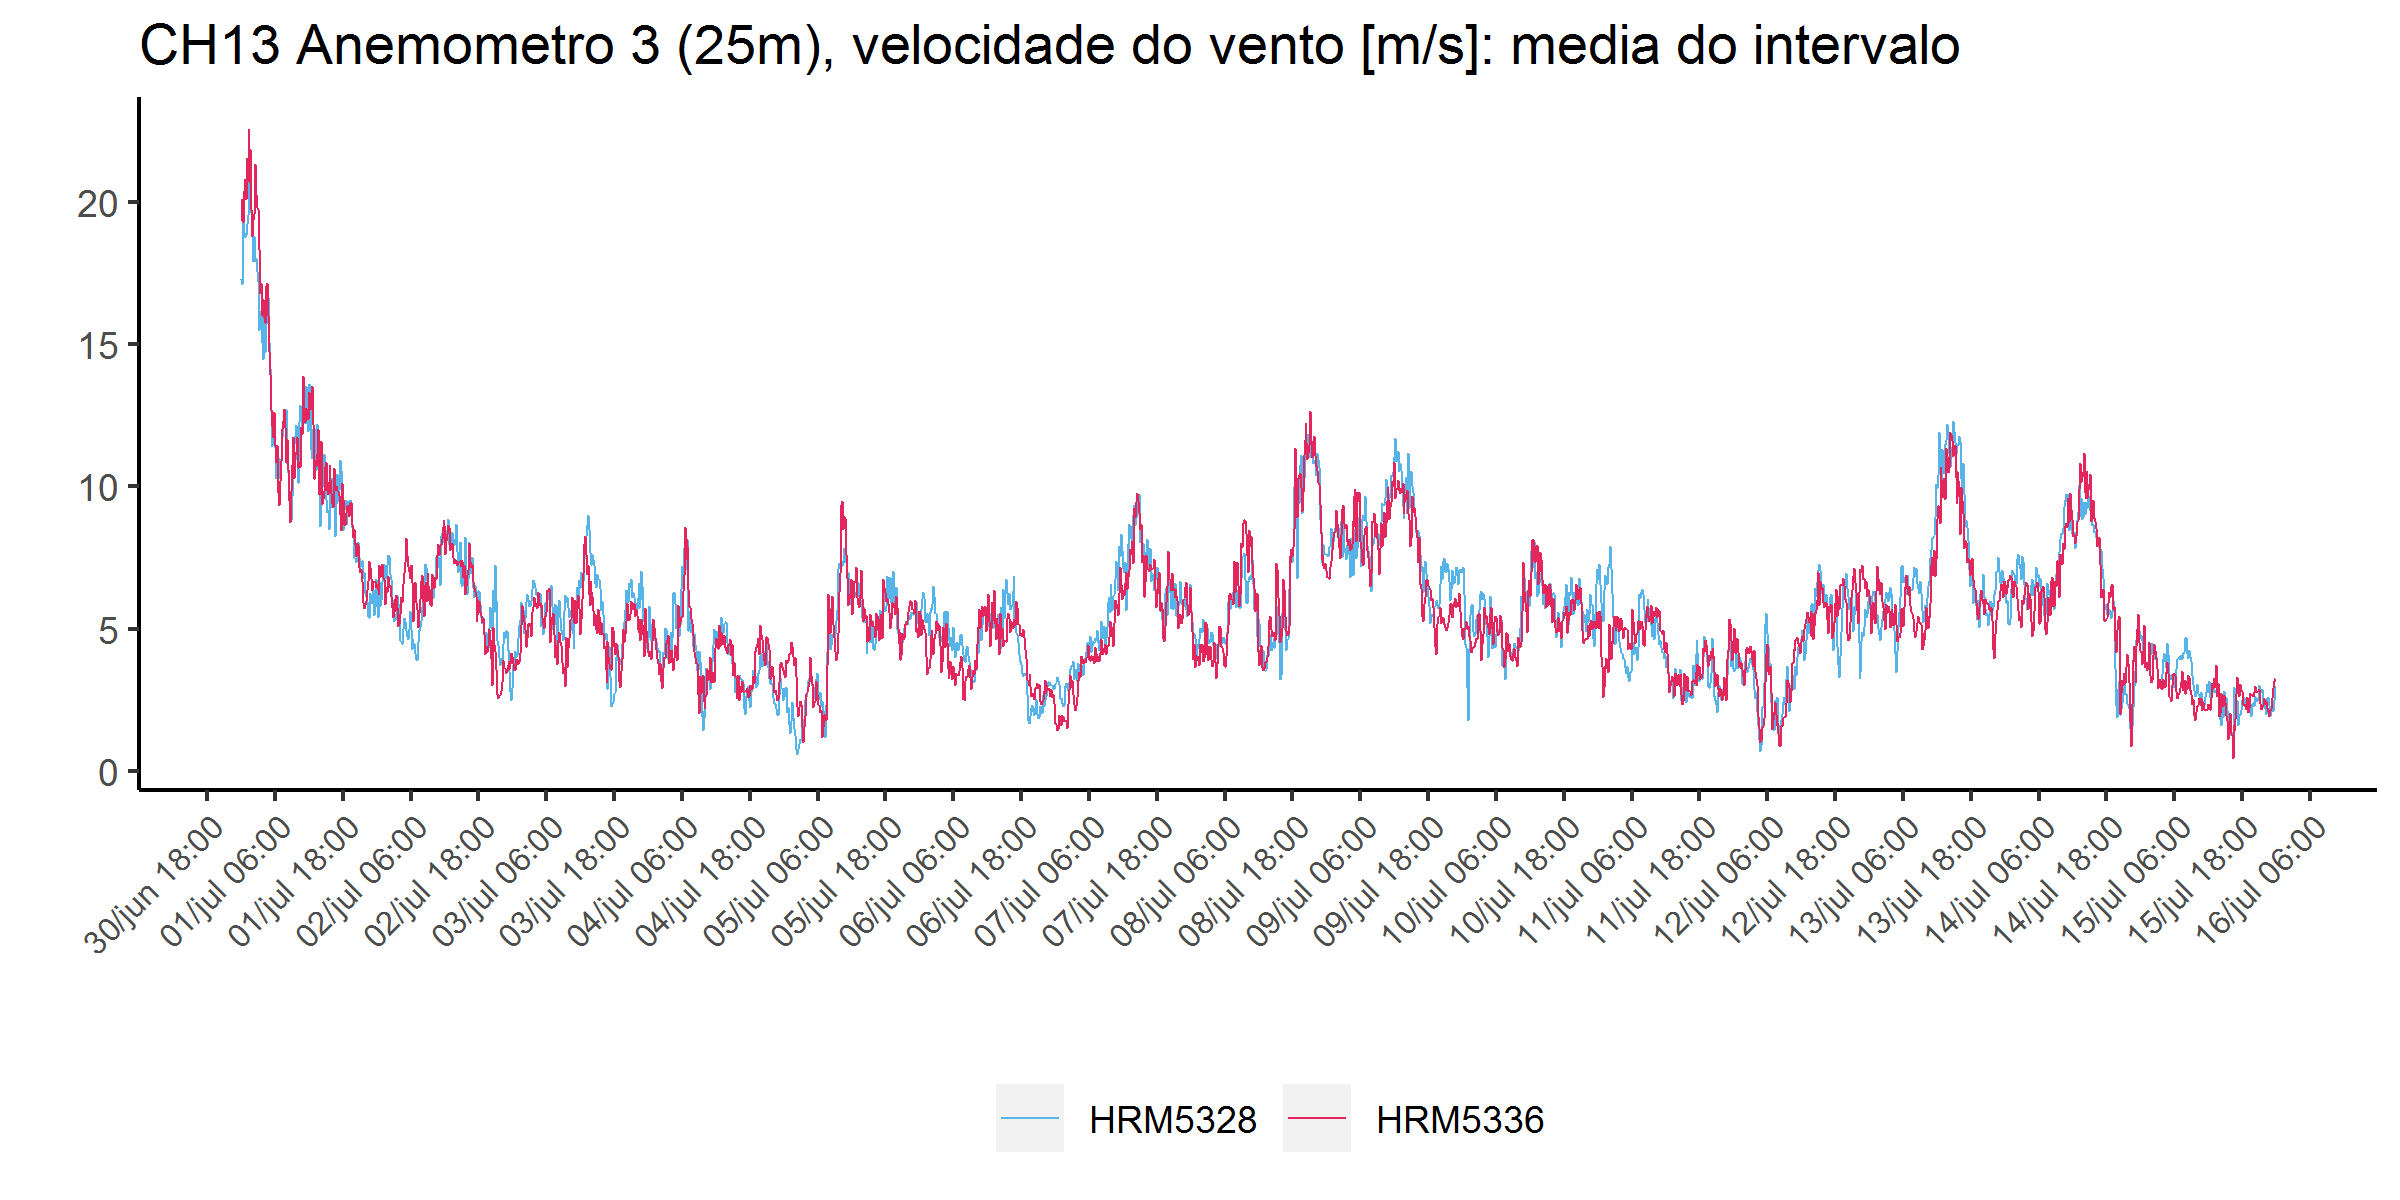 CH13 Anemometro 3 (25m), velocidade do vento [m/s]: media do intervalo
20
15
10
5
0
30/jun 18:00
01/jul 06:00
01/jul 18:00
02/jul 06:00
02/jul 18:00
03/jul 06:00
03/jul 18:00
04/jul 06:00
04/jul 18:00
05/jul 06:00
05/jul 18:00
06/jul 06:00
06/jul 18:00
07/jul 06:00
07/jul 18:00
08/jul 06:00
08/jul 18:00
09/jul 06:00
09/jul 18:00
10/jul 06:00
10/jul 18:00
11/jul 06:00
11/jul 18:00
12/jul 06:00
12/jul 18:00
13/jul 06:00
13/jul 18:00
14/jul 06:00
14/jul 18:00
15/jul 06:00
15/jul 18:00
16/jul 06:00
HRM5328 HRM5336